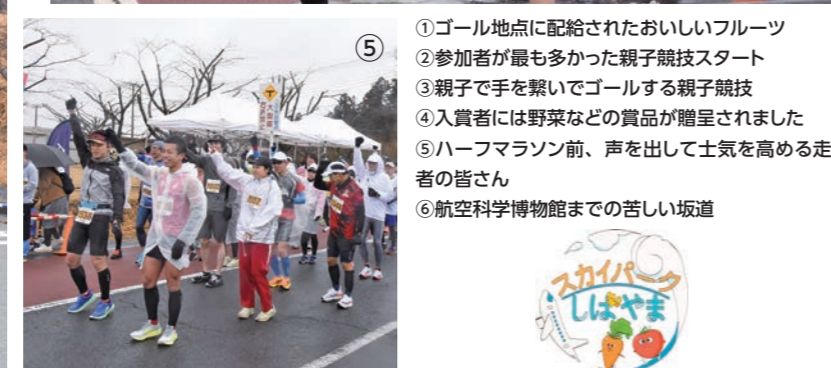 ⑤
①ゴール地点に配給されたおいしいフルーツ
②参加者が最も多かった親子競技スタート
③親子で手を繋いでゴールする親子競技
④入賞者には野菜などの賞品が贈呈されました
⑤ハーフマラソン前、声を出して士気を高める走
者の皆さん
⑥航空科学博物館までの苦しい坂道
スカイパーク
しばやま